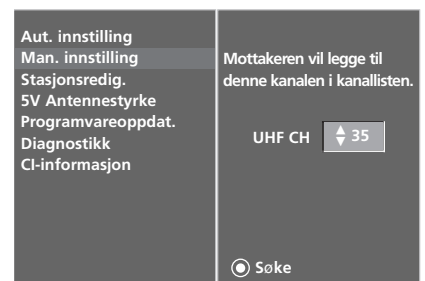 Aut. innstilling
Man. innstilling
Stasjonsredig.
5V Antennestyrke
Programvareoppdat.
Diagnostikk
CI-informasjon
Mottakeren vil legge til
denne kanalen i kanallisten.
UHF CH 35
Søke